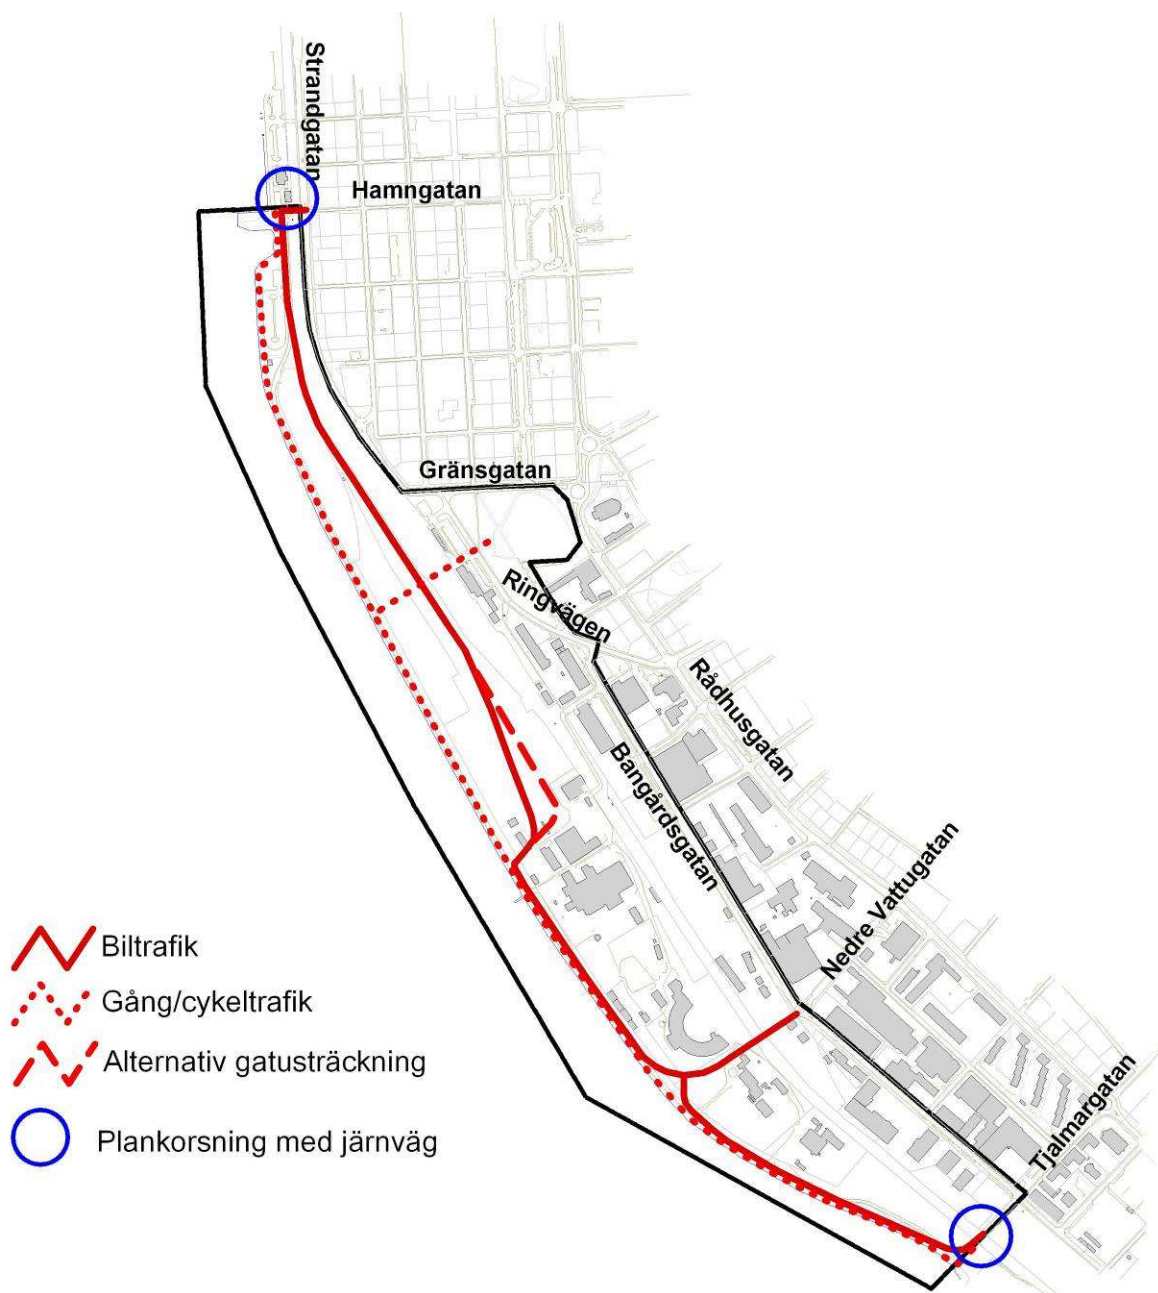 Strandgatan
Hamngatan
Gränsgatan
Ringvägen
Rådhusgatan
Bangårdsgatan
Nedre Vattugatan
Tjalmargatan
Biltrafik
Gång/cykeltrafik
Alternativ gatusträckning
Plankorsning med järnväg